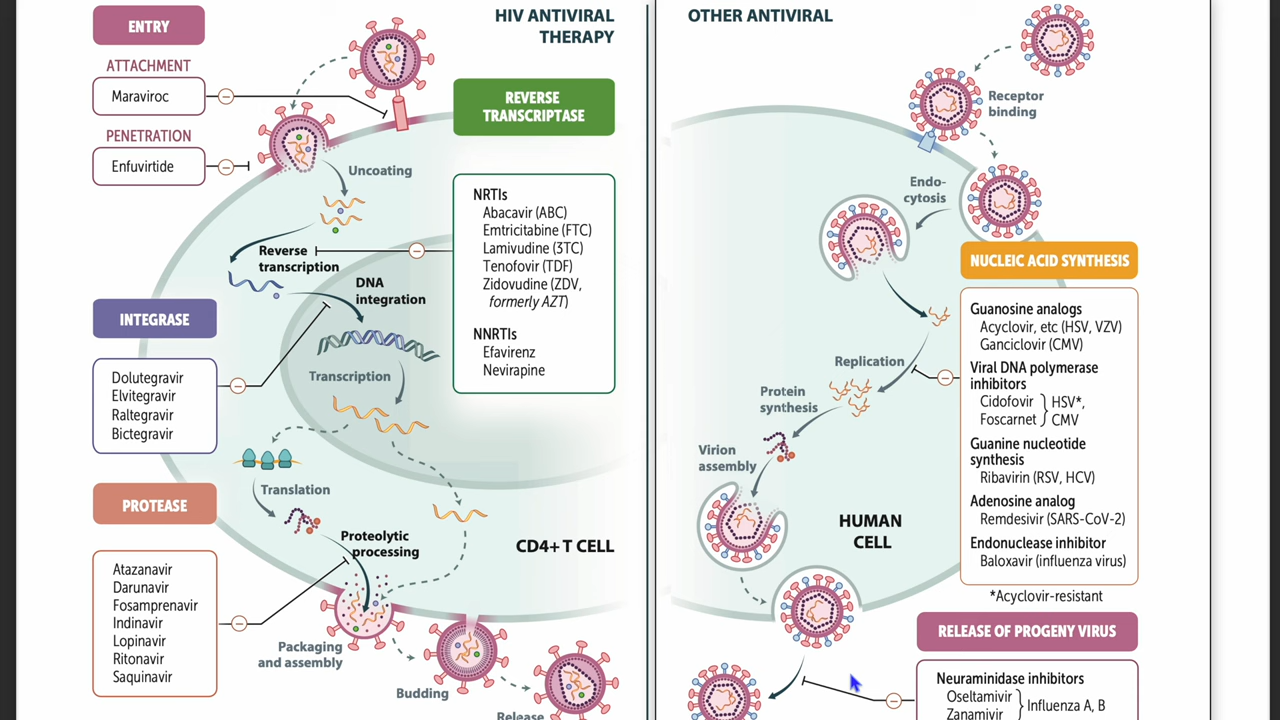 HIV ANTIVIRAL
THERAPY
ENTRY
ATTACHMENT
Maraviroc
PENETRATION
Enfuvirtide
REVERSE
TRANSCRIPTASE
Uncoating
NRTIs
Abacavir (ABC)
Emtricitabine (FTC)
Lamivudine (3TC)
Tenofovir (TDF)
Zidovudine (ZDV,
formerly AZT)
NNRTIs
Efavirenz
Nevirapine
Reverse
transcription
DNA
integration
INTEGRASE
Dolutegravir
Elvitegravir
Raltegravir
Bictegravir
Transcription
Translation
PROTEASE
Atazanavir
Darunavir
Fosamprenavir
Indinavir
Lopinavir
Ritonavir
Saquinavir
Proteolytic
processing
CD4+ T CELL
Packaging
and assembly
Budding
Release
OTHER ANTIVIRAL
Receptor
binding
Endo-
cytosis
NUCLEIC ACID SYNTHESIS
Guanosine analogs
Acyclovir, etc (HSV, VZV)
Ganciclovir (CMV)
Viral DNA polymerase
inhibitors
Cidofovir
Foscarnet
HSV*,
CMV
Guanine nucleotide
synthesis
Ribavirin (RSV, HCV)
Adenosine analog
Remdesivir (SARS-CoV-2)
Endonuclease inhibitor
Baloxavir (influenza virus)
*Acyclovir-resistant
Replication
Protein
synthesis
Virion
assembly
HUMAN
CELL
RELEASE OF PROGENY VIRUS
Neuraminidase inhibitors
Oseltamivir
Zanamivir
Influenza A, B